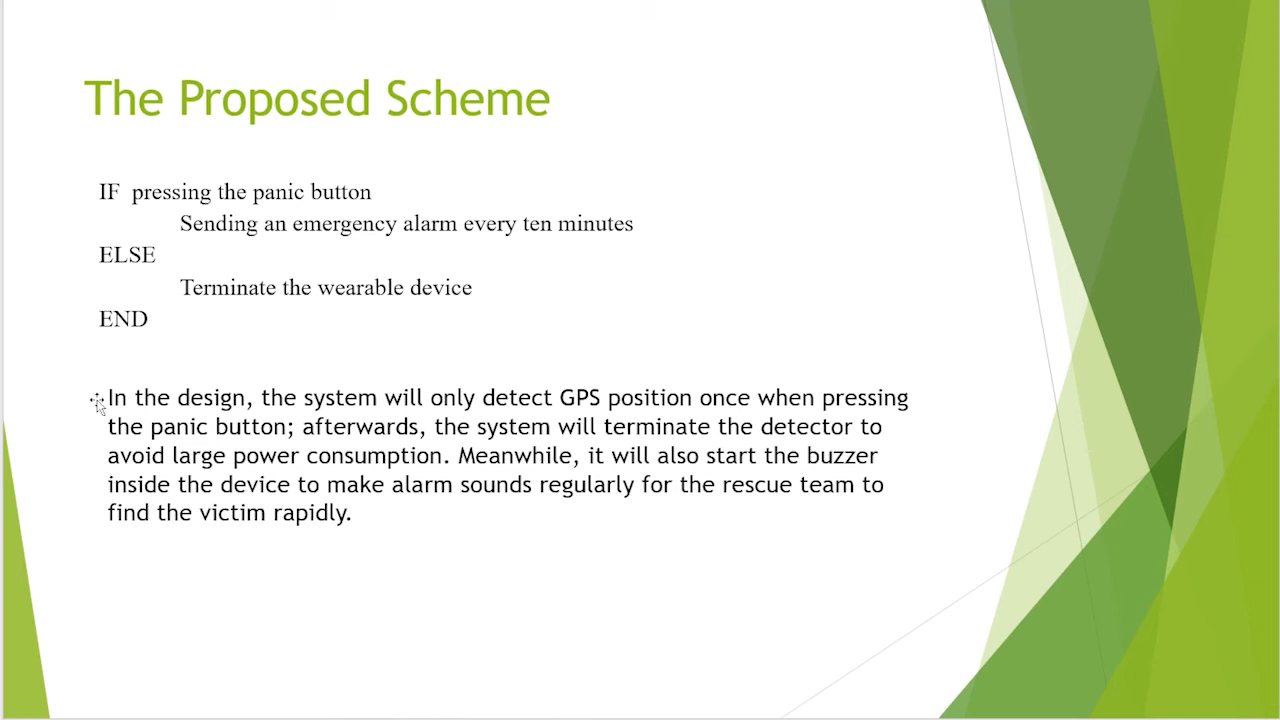 The Proposed Scheme
IF  pressing the panic button
Sending an emergency alarm every ten minutes
ELSE
Terminate the wearable device
END
In the design, the system will only detect GPS position once when pressing
the panic button; afterwards, the system will terminate the detector to
avoid large power consumption. Meanwhile, it will also start the buzzer
inside the device to make alarm sounds regularly for the rescue team to
find the victim rapidly.